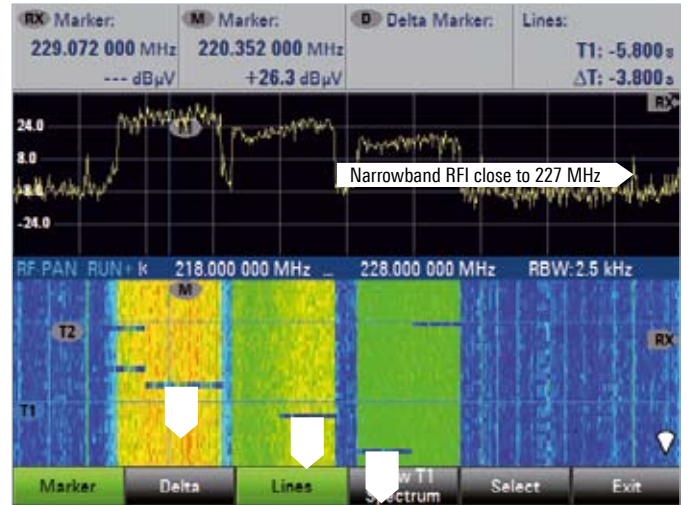 RX Marker:
229.072 000 MHz
--- dBµV
M Marker:
220.352 000 MHz
+26.3 dBµV
D Delta Marker:
Lines:
T1: -5.800 s
ΔT: -3.800 s
RX
24.0
M
8.0
Narrowband RFI close to 227 MHz
-24.0
RF PAN RUN+ 218.000 000 MHz ... 228.000 000 MHz RBW: 2.5 kHz
M
T2
RX
T1
Marker
Delta
Lines
T1
Select
Exit